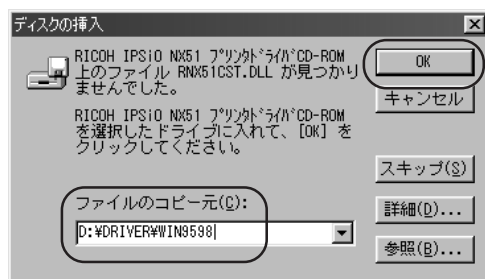 ディスクの挿入
RICOH IPSiO NX51 プリンタドライバCD-ROM
上のファイル RNX51CST.DLL が見つかり
ませんでした。
RICOH IPSiO NX51 プリンタドライバCD-ROM
を選択したドライブに入れて、[OK] を
クリックしてください。
OK
キャンセル
スキップ(S)
ファイルのコピー元(C):
D:¥DRIVER¥WIN9598
詳細(D)...
参照(B)...